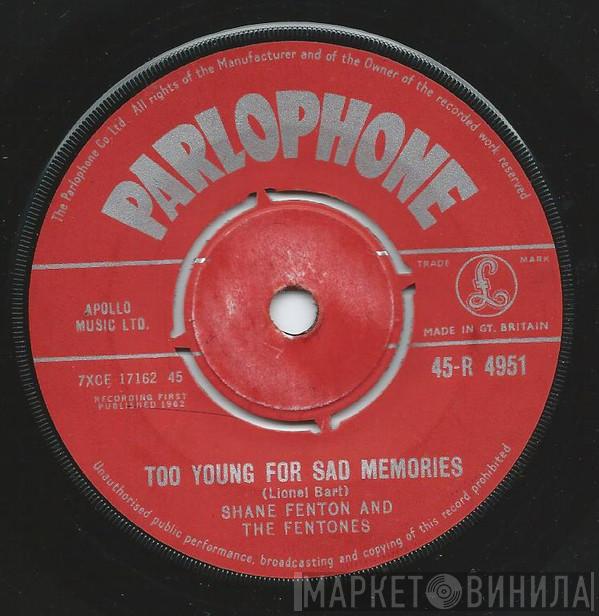 The Parlophone Co. Ltd. All rights of the Manufacturer and of the Owner of the recorded work reserved
PARLOPHONE
TRADE MARK
£
APOLLO
MUSIC LTD.
MADE IN GT. BRITAIN
7XCE 17162 45
45-R 4951
RECORDING FIRST
PUBLISHED 1962
TOO YOUNG FOR SAD MEMORIES
(Lionel Bart)
SHANE FENTON AND
THE FENTONES
Unauthorised public performance, broadcasting and copying of this record prohibited
МАРКЕТ ВИНИЛА